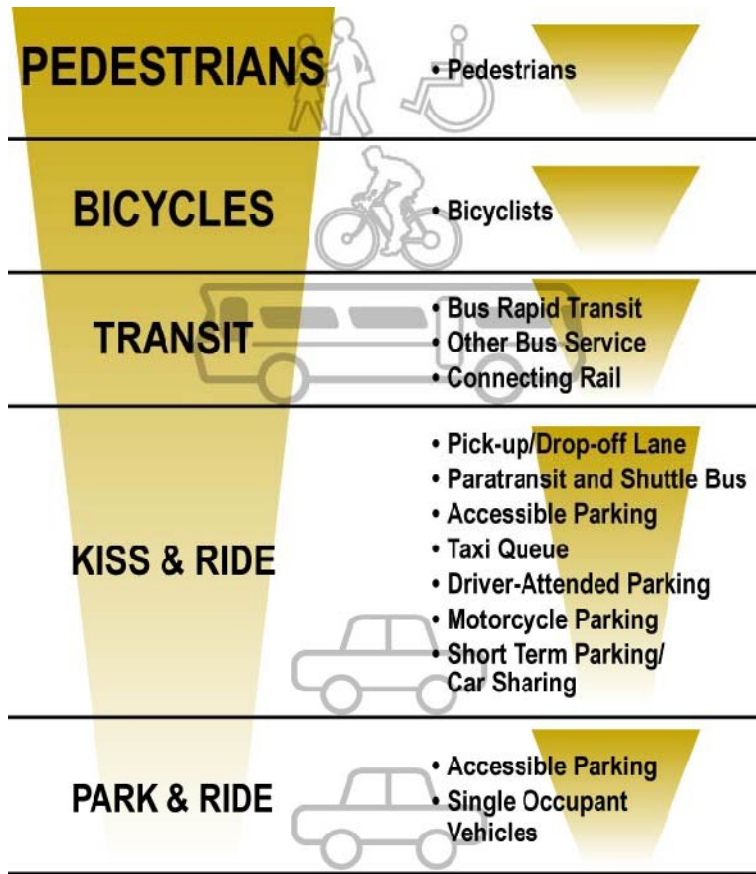 PEDESTRIANS
• Pedestrians
BICYCLES
• Bicyclists
TRANSIT
• Bus Rapid Transit
• Other Bus Service
• Connecting Rail
KISS & RIDE
• Pick-up/Drop-off Lane
• Paratransit and Shuttle Bus
• Accessible Parking
• Taxi Queue
• Driver-Attended Parking
• Motorcycle Parking
• Short Term Parking/
Car Sharing
PARK & RIDE
• Accessible Parking
• Single Occupant
Vehicles